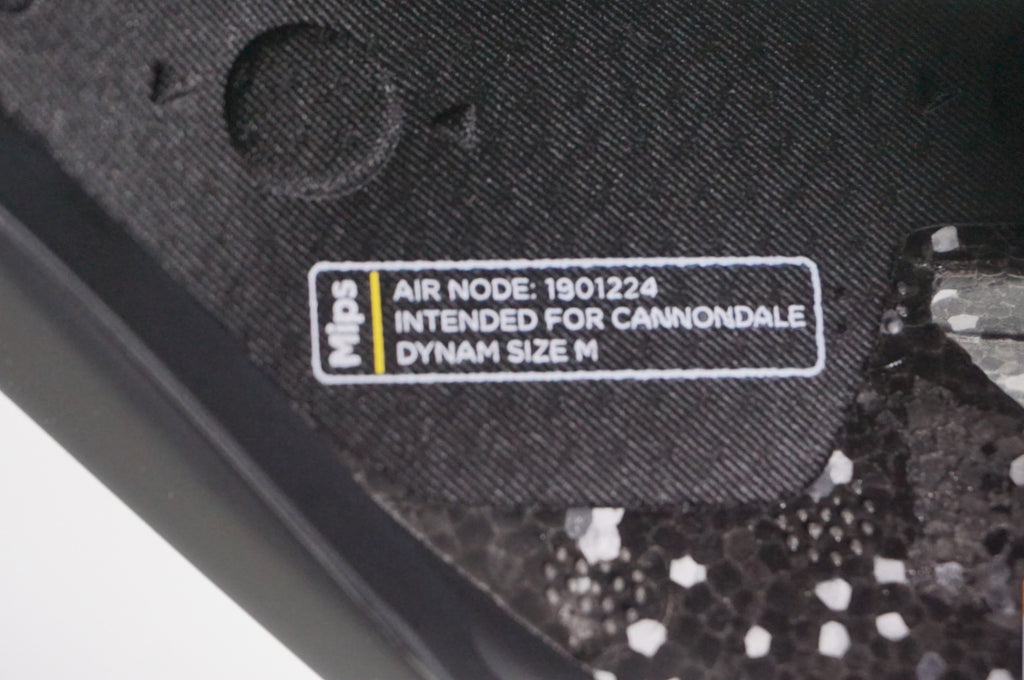 Mips
AIR NODE: 1901224
INTENDED FOR CANNONDALE
DYNAM SIZE M